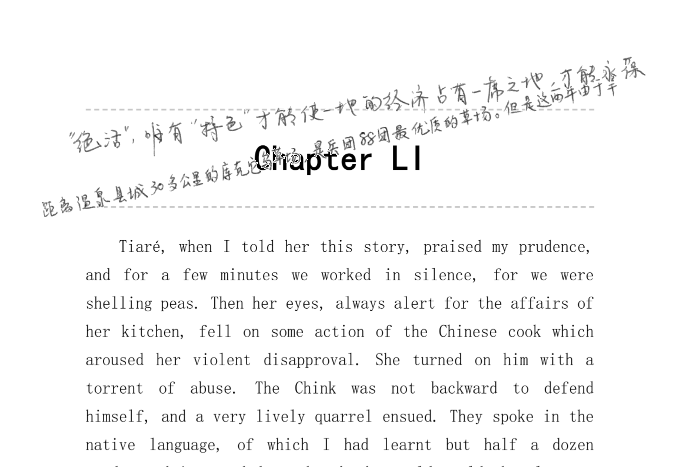 "绝活",唯有"特色"才能使一地的经济占有一席之地,才能永葆
距离温泉县城30多公里的库克它乌草场,是兵团88团最优质的草场。但是这两年由于干
Chapter LI
Tiaré, when I told her this story, praised my prudence,
and for a few minutes we worked in silence, for we were
shelling peas. Then her eyes, always alert for the affairs of
her kitchen, fell on some action of the Chinese cook which
aroused her violent disapproval. She turned on him with a
torrent of abuse. The Chink was not backward to defend
himself, and a very lively quarrel ensued. They spoke in the
native language, of which I had learnt but half a dozen